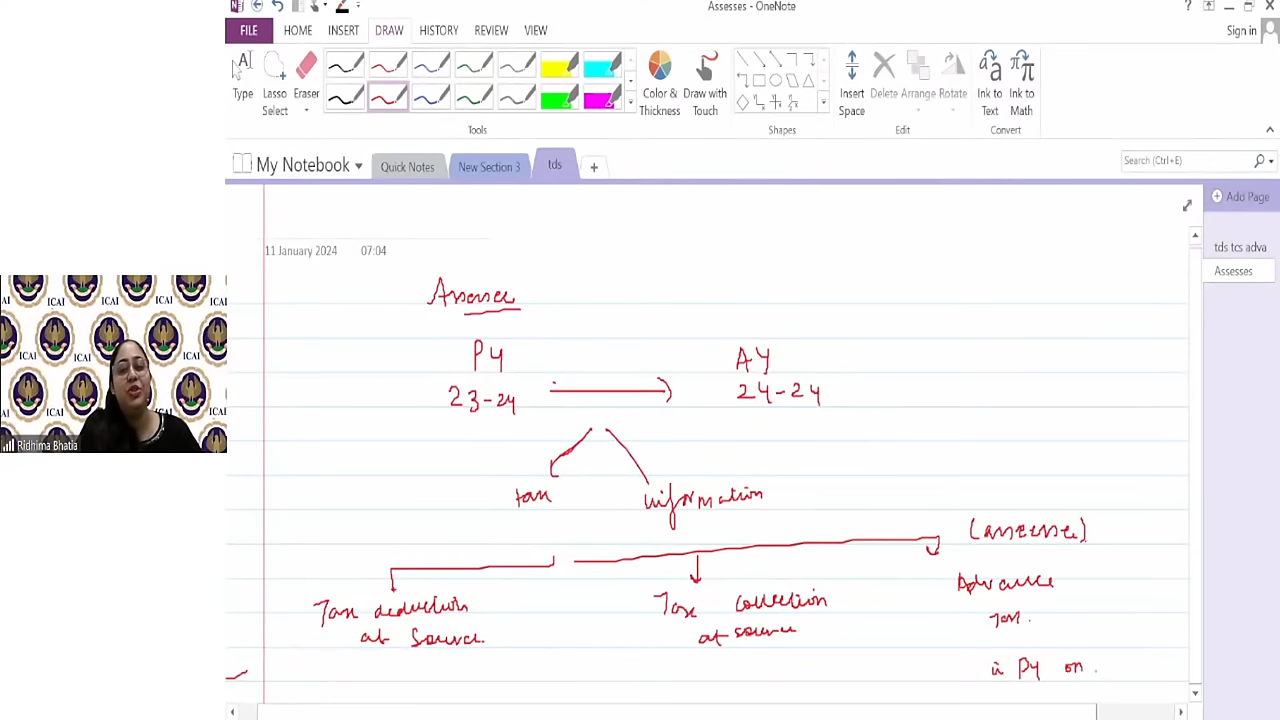 Assesses - OneNote
Sign in
FILE HOME INSERT DRAW HISTORY REVIEW VIEW
Type
Lasso Select
Eraser
Color & Thickness
Draw with Touch
Insert Space
Delete Arrange Rotate
Ink to Text
Ink to Math
Tools Shapes Edit Convert
My Notebook Quick Notes New Section 3 tds
Search (Ctrl+E)
Add Page
tds tcs adva
Assesses
11 January 2024 07:04
Assessee
PY AY
23-24 24-24
tax information
(assessee)
Tax deduction at source.
Tax collection at source
Advance Tax.
in PY on
ICAI ICAI ICAI ICAI
Ridhima Bhatia